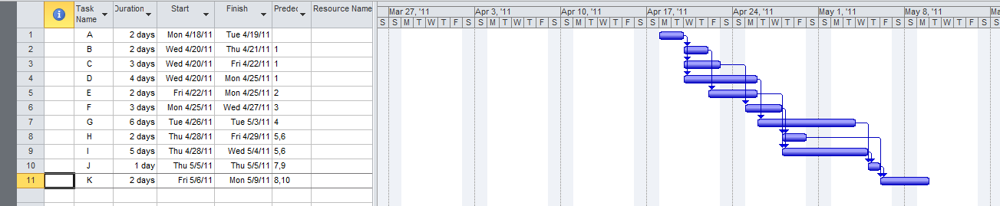 Task Name Duration Start Finish Predec Resource Name
Mar 27, '11 Apr 3, '11 Apr 10, '11 Apr 17, '11 Apr 24, '11 May 1, '11 May 8, '11
S S M T W T F S S M T W T F S S M T W T F S S M T W T F S S M T W T F S S M T W T F S S M T W T F S S
1 A 2 days Mon 4/18/11 Tue 4/19/11
2 B 2 days Wed 4/20/11 Thu 4/21/11 1
3 C 3 days Wed 4/20/11 Fri 4/22/11 1
4 D 4 days Wed 4/20/11 Mon 4/25/11 1
5 E 2 days Fri 4/22/11 Mon 4/25/11 2
6 F 3 days Mon 4/25/11 Wed 4/27/11 3
7 G 6 days Tue 4/26/11 Tue 5/3/11 4
8 H 2 days Thu 4/28/11 Fri 4/29/11 5,6
9 I 5 days Thu 4/28/11 Wed 5/4/11 5,6
10 J 1 day Thu 5/5/11 Thu 5/5/11 7,9
11 K 2 days Fri 5/6/11 Mon 5/9/11 8,10